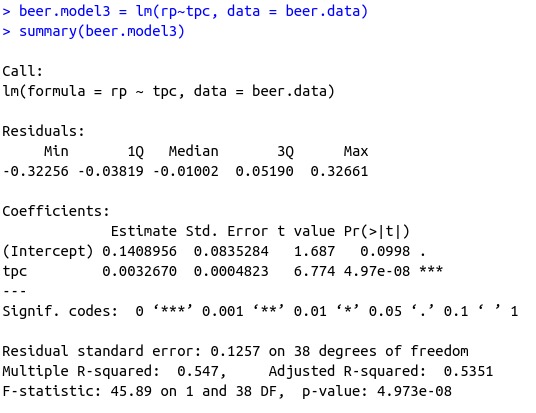 > beer.model3 = lm(rp~tpc, data = beer.data)
> summary(beer.model3)
Call:
lm(formula = rp ~ tpc, data = beer.data)
Residuals:
     Min       1Q   Median       3Q      Max
-0.32256 -0.03819 -0.01002  0.05190  0.32661
Coefficients:
             Estimate Std. Error t value Pr(>|t|)
(Intercept) 0.1408956  0.0835284   1.687   0.0998 .
tpc         0.0032670  0.0004823   6.774 4.97e-08 ***
---
Signif. codes:  0 ‘***’ 0.001 ‘**’ 0.01 ‘*’ 0.05 ‘.’ 0.1 ‘ ’ 1
Residual standard error: 0.1257 on 38 degrees of freedom
Multiple R-squared:  0.547,     Adjusted R-squared:  0.5351
F-statistic: 45.89 on 1 and 38 DF,  p-value: 4.973e-08